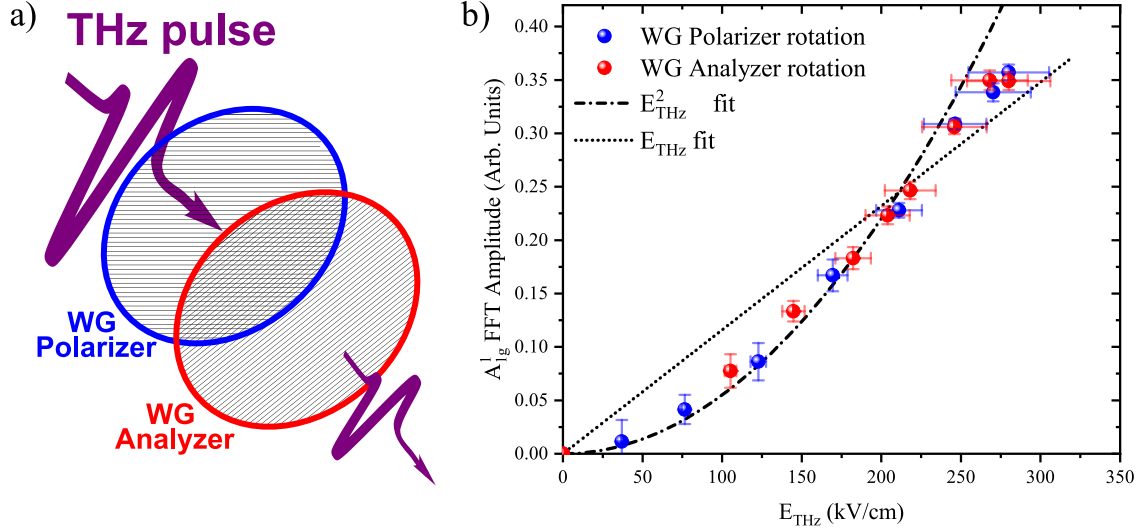 a)
THz pulse
WG
Polarizer
WG
Analyzer
b)
A¹₁g FFT Amplitude (Arb. Units)
0.40
0.35
0.30
0.25
0.20
0.15
0.10
0.05
0.00
WG Polarizer rotation
WG Analyzer rotation
E²THz fit
ETHz fit
0 50 100 150 200 250 300 350
ETHz (kV/cm)